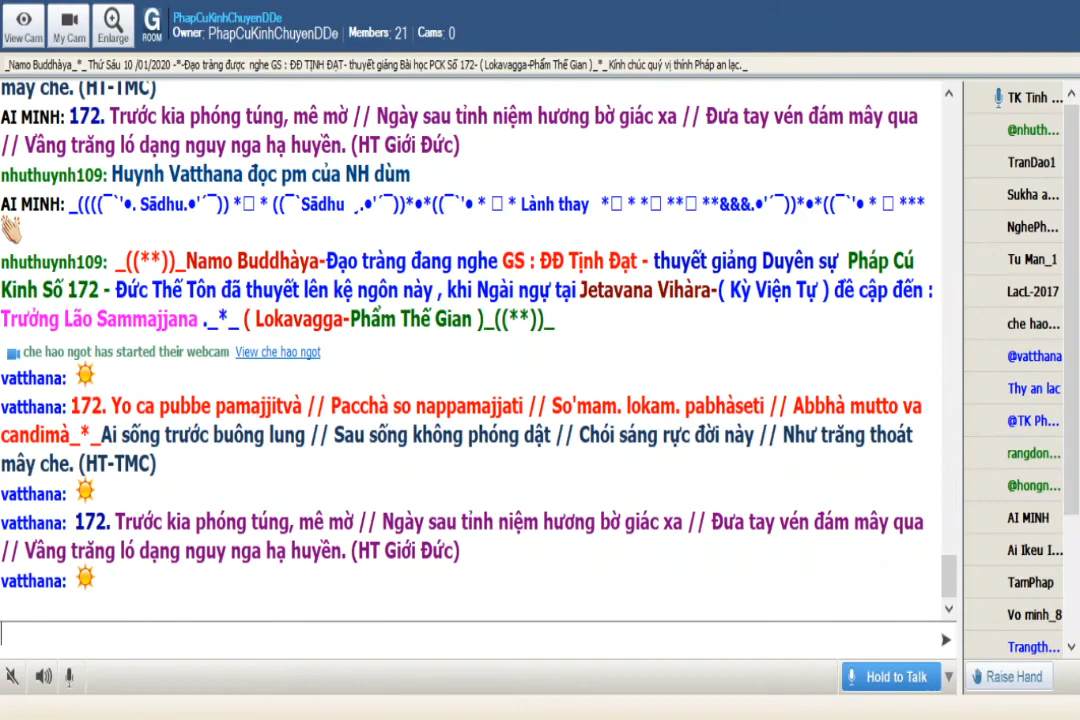 PhapCuKinhChuyenDDe
Owner: PhapCuKinhChuyenDDe Members: 21 Cams: 0
View Cam My Cam Enlarge G ROOM
_Namo Buddhàya_*_ Thứ Sáu 10 /01/2020 -*-Đạo tràng được nghe GS : ĐĐ TỊNH ĐẠT- thuyết giảng Bài học PCK Số 172- ( Lokavagga-Phẩm Thế Gian )_*_ Kính chúc quý vị thính Pháp an lạc._
mây che. (HT-TMC)
AI MINH: 172. Trước kia phóng túng, mê mờ // Ngày sau tỉnh niệm hương bờ giác xa // Đưa tay vén đám mây qua
// Vầng trăng ló dạng nguy nga hạ huyền. (HT Giới Đức)
nhuthuynh109: Huynh Vatthana đọc pm của NH dùm
AI MINH: _((((¯`'•. Sādhu.•'´¯)) *□ * ((¯`Sādhu ¸.•'´¯))*•*((¯`'• * □ * Lành thay *□ * *□ **□ **&&&.•'´¯))*•*((¯`'• * □ ***
nhuthuynh109: _((**))_Namo Buddhàya-Đạo tràng đang nghe GS : ĐĐ Tịnh Đạt - thuyết giảng Duyên sự Pháp Cú
Kinh Số 172 - Đức Thế Tôn đã thuyết lên kệ ngôn này , khi Ngài ngự tại Jetavana Vihàra-( Kỳ Viện Tự ) đề cập đến :
Trưởng Lão Sammajjana ._*_ ( Lokavagga-Phẩm Thế Gian )_((**))_
che hao ngot has started their webcam View che hao ngot
vatthana:
vatthana: 172. Yo ca pubbe pamajjitvà // Pacchà so nappamajjati // So'mam. lokam. pabhàseti // Abbhà mutto va
candimà_*_Ai sống trước buông lung // Sau sống không phóng dật // Chói sáng rực đời này // Như trăng thoát
mây che. (HT-TMC)
vatthana:
vatthana: 172. Trước kia phóng túng, mê mờ // Ngày sau tỉnh niệm hương bờ giác xa // Đưa tay vén đám mây qua
// Vầng trăng ló dạng nguy nga hạ huyền. (HT Giới Đức)
vatthana:
TK Tinh ...
@nhuth...
TranDao1
Sukha a...
NghePh...
Tu Man_1
LacL-2017
che hao...
@vatthana
Thy an lac
@TK Ph...
rangdon...
@hongn...
AI MINH
Ai Ikeu I...
TamPhap
Vo minh_8
Trangth...
Hold to Talk
Raise Hand